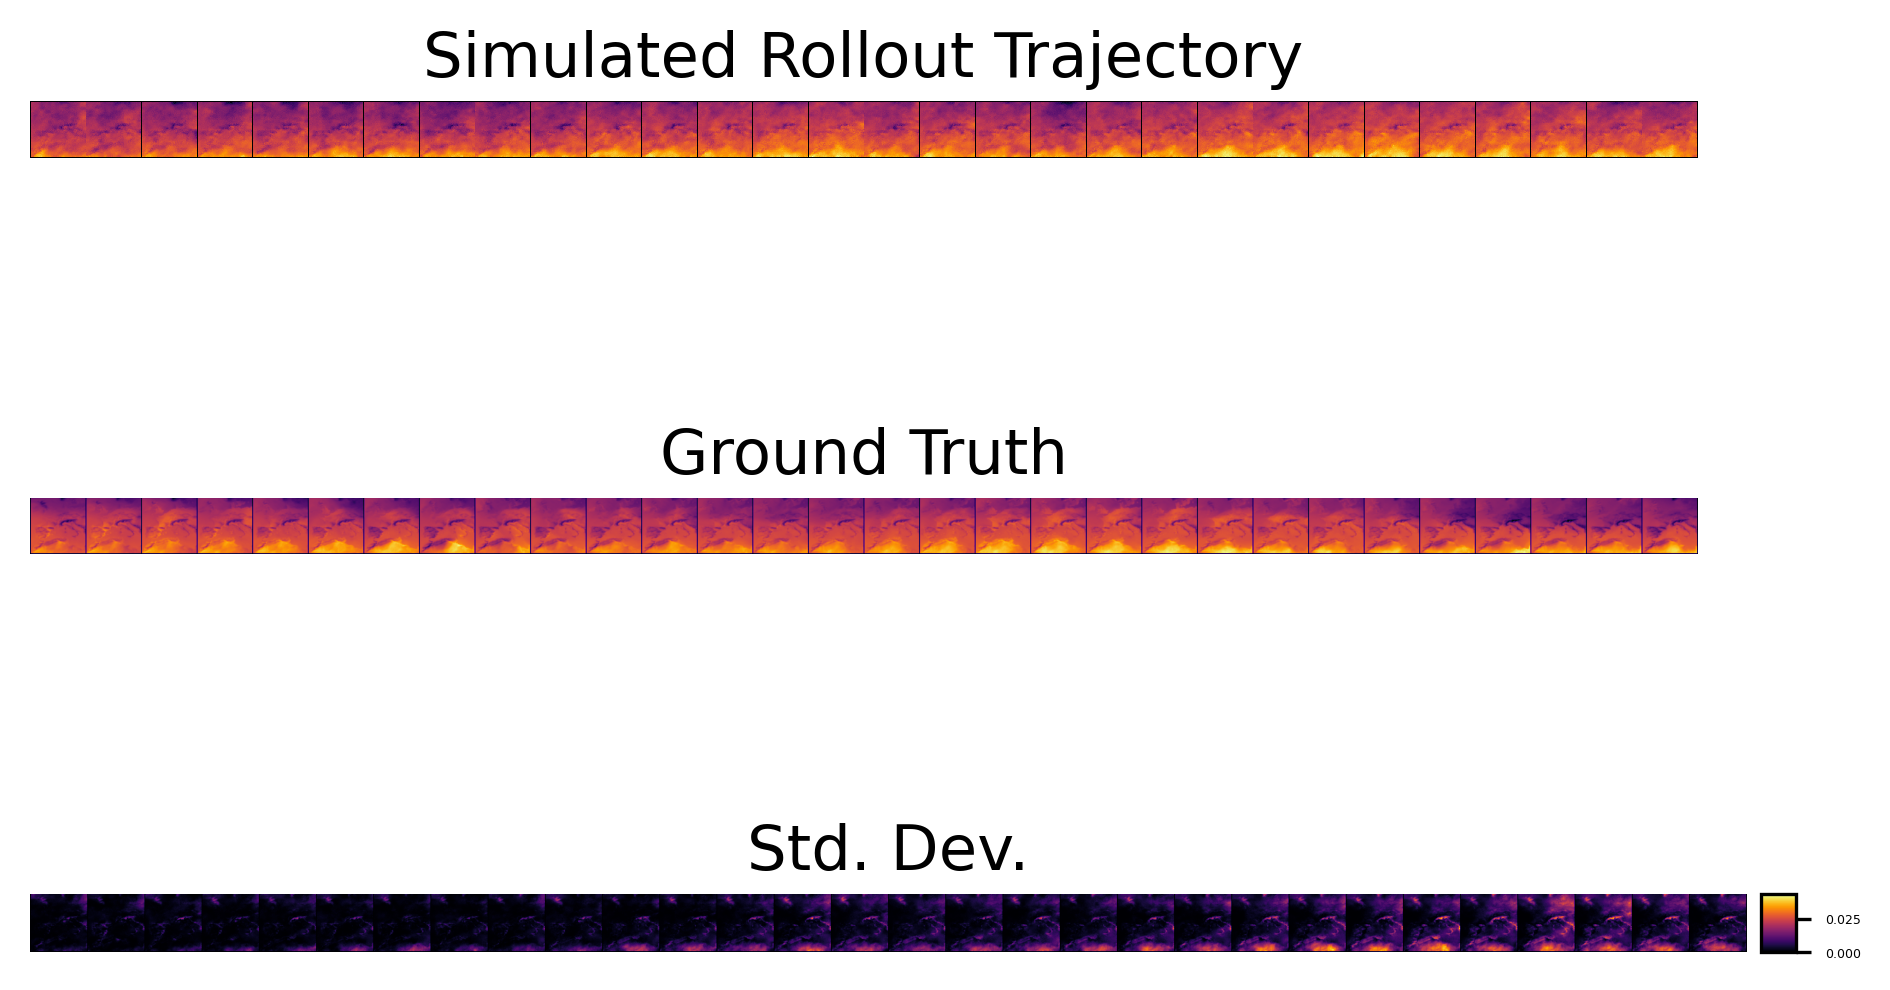 Simulated Rollout Trajectory
Ground Truth
Std. Dev.
0.025
0.000